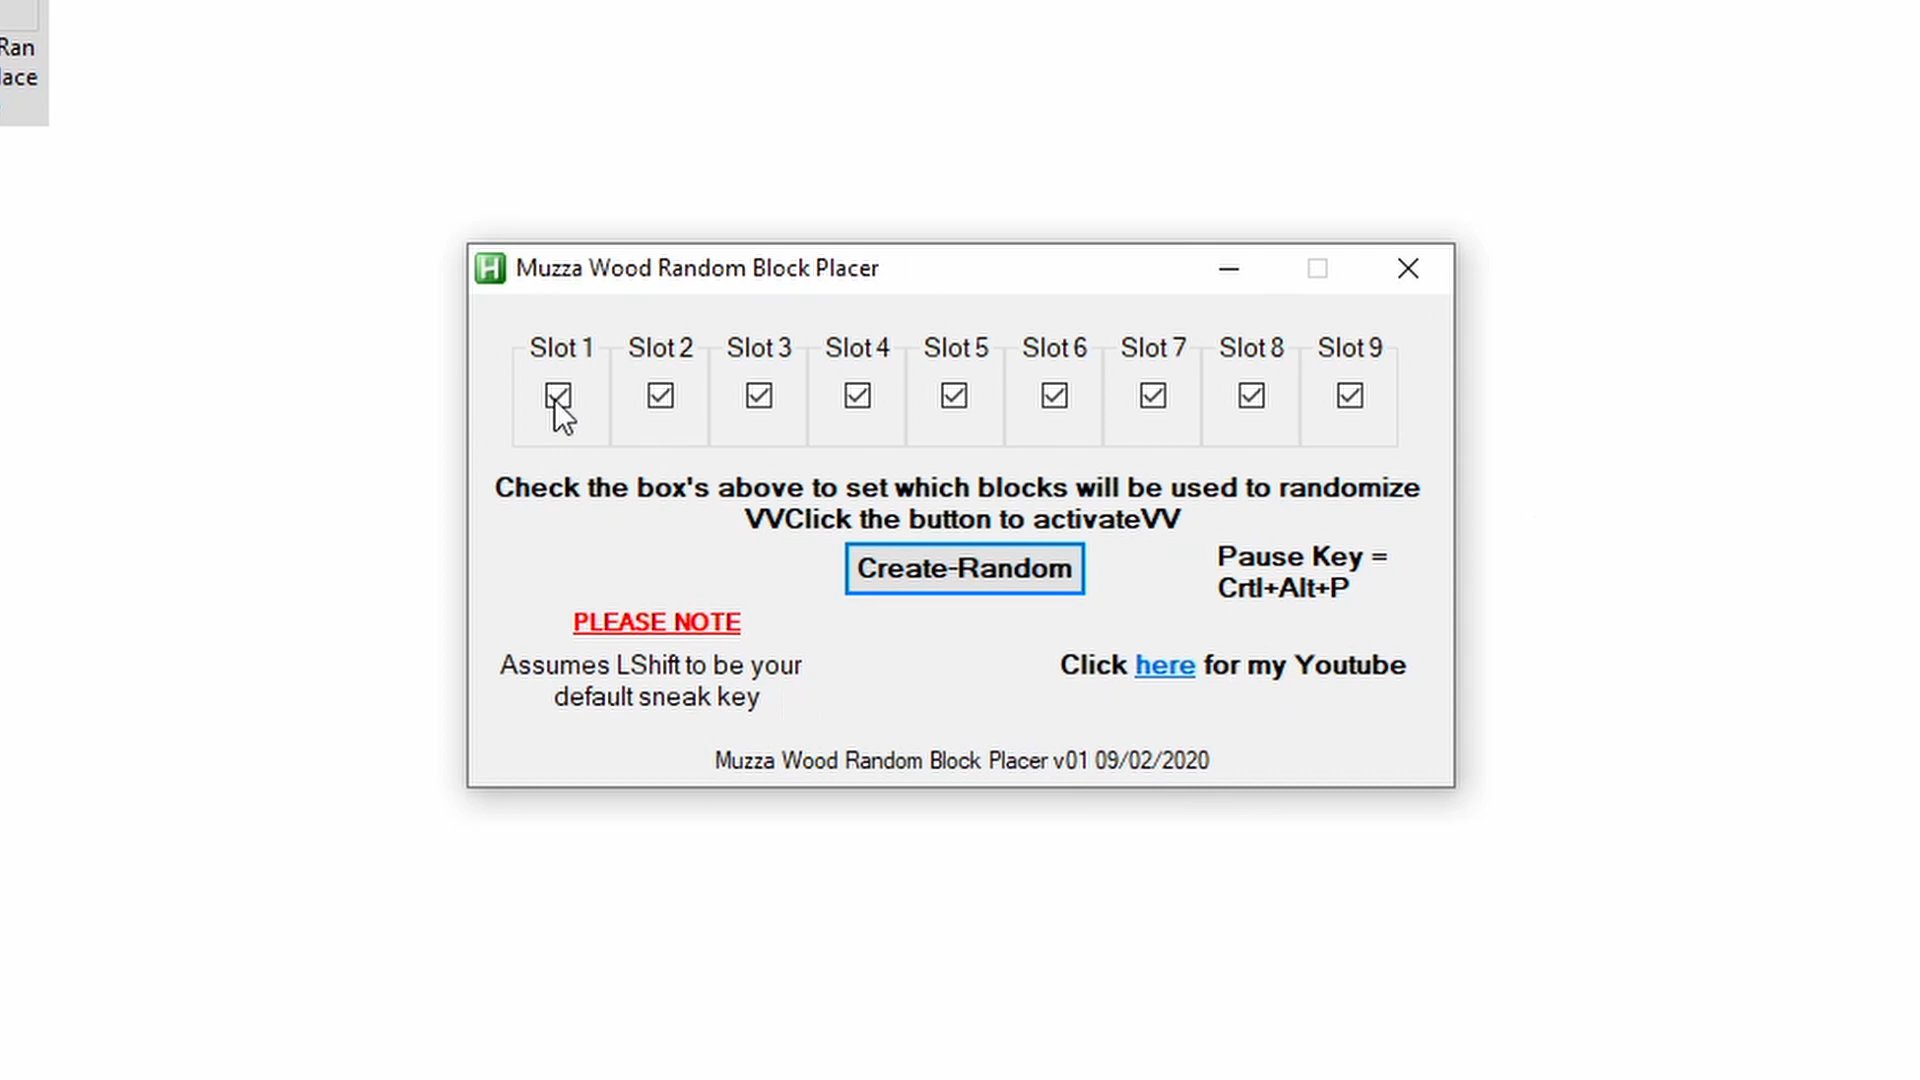 Ran
lace
Muzza Wood Random Block Placer
Slot 1 Slot 2 Slot 3 Slot 4 Slot 5 Slot 6 Slot 7 Slot 8 Slot 9
Check the box's above to set which blocks will be used to randomize
VVClick the button to activateVV
Create-Random
Pause Key =
Crtl+Alt+P
PLEASE NOTE
Assumes LShift to be your
default sneak key
Click here for my Youtube
Muzza Wood Random Block Placer v01 09/02/2020